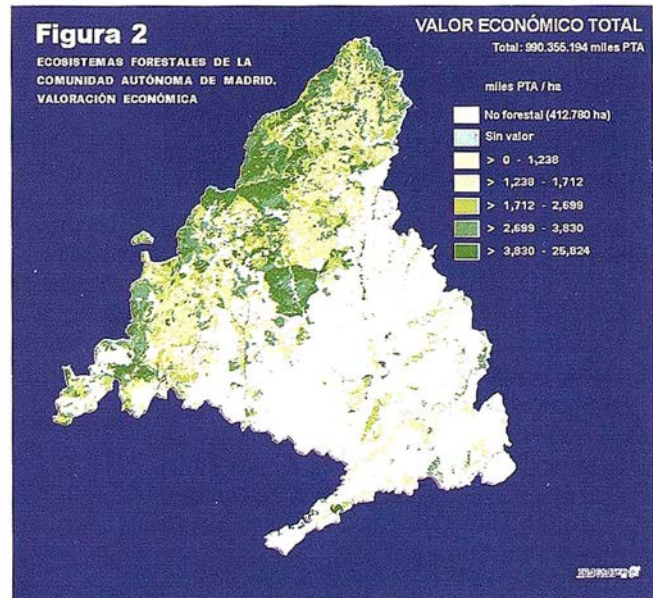 Figura 2
ECOSISTEMAS FORESTALES DE LA
COMUNIDAD AUTÓNOMA DE MADRID.
VALORACIÓN ECONÓMICA
VALOR ECONÓMICO TOTAL
Total: 990.355.194 miles PTA
miles PTA / ha
No forestal (412.780 ha)
Sin valor
> 0 - 1,238
> 1,238 - 1,712
> 1,712 - 2,699
> 2,699 - 3,830
> 3,830 - 25,824